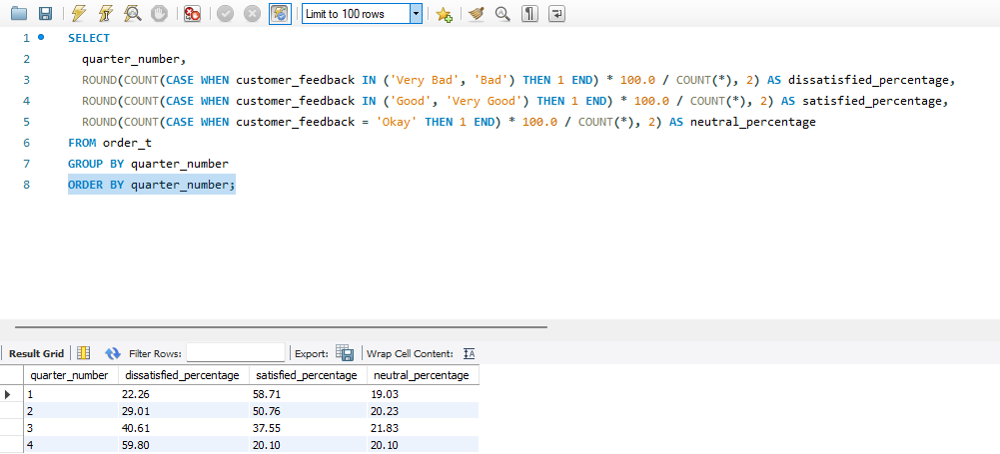 Limit to 100 rows
1 SELECT
2 quarter_number,
3 ROUND(COUNT(CASE WHEN customer_feedback IN ('Very Bad', 'Bad') THEN 1 END) * 100.0 / COUNT(*), 2) AS dissatisfied_percentage,
4 ROUND(COUNT(CASE WHEN customer_feedback IN ('Good', 'Very Good') THEN 1 END) * 100.0 / COUNT(*), 2) AS satisfied_percentage,
5 ROUND(COUNT(CASE WHEN customer_feedback = 'Okay' THEN 1 END) * 100.0 / COUNT(*), 2) AS neutral_percentage
6 FROM order_t
7 GROUP BY quarter_number
8 ORDER BY quarter_number;
Result Grid Filter Rows: Export: Wrap Cell Content:
quarter_number dissatisfied_percentage satisfied_percentage neutral_percentage
1 22.26 58.71 19.03
2 29.01 50.76 20.23
3 40.61 37.55 21.83
4 59.80 20.10 20.10